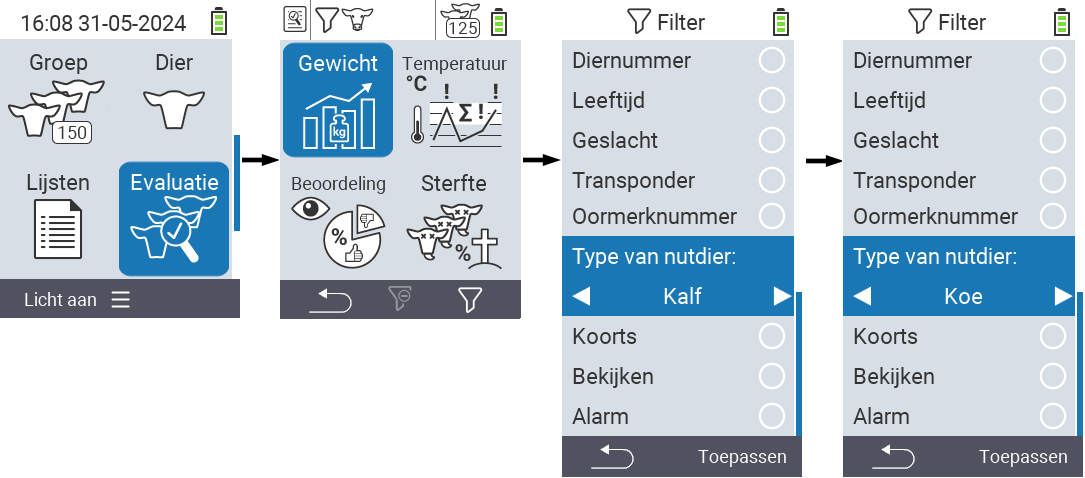 16:08 31-05-2024
Groep
Dier
150
Lijsten
Evaluatie
Licht aan
125
Gewicht
Temperatuur
kg
°C
! !
Σ !
Beoordeling
Sterfte
%
%
Filter
Diernummer
Leeftijd
Geslacht
Transponder
Oormerknummer
Type van nutdier:
Kalf
Koorts
Bekijken
Alarm
Toepassen
Filter
Diernummer
Leeftijd
Geslacht
Transponder
Oormerknummer
Type van nutdier:
Koe
Koorts
Bekijken
Alarm
Toepassen